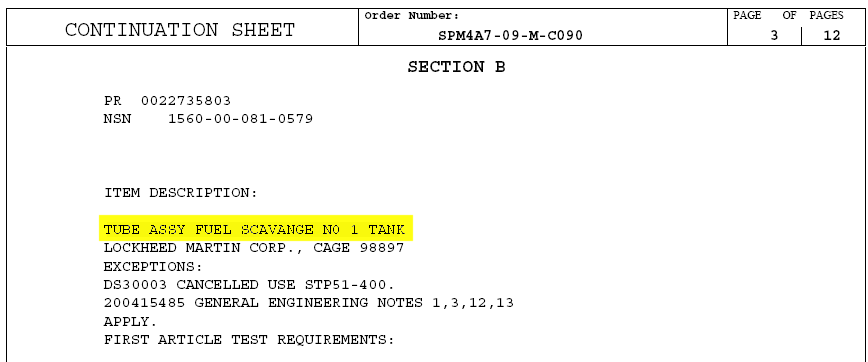 CONTINUATION SHEET
Order Number:
SPM4A7-09-M-C090
PAGE OF PAGES
3 12
SECTION B
PR 0022735803
NSN 1560-00-081-0579
ITEM DESCRIPTION:
TUBE ASSY FUEL SCAVANGE NO 1 TANK
LOCKHEED MARTIN CORP., CAGE 98897
EXCEPTIONS:
DS30003 CANCELLED USE STP51-400.
200415485 GENERAL ENGINEERING NOTES 1,3,12,13
APPLY.
FIRST ARTICLE TEST REQUIREMENTS: